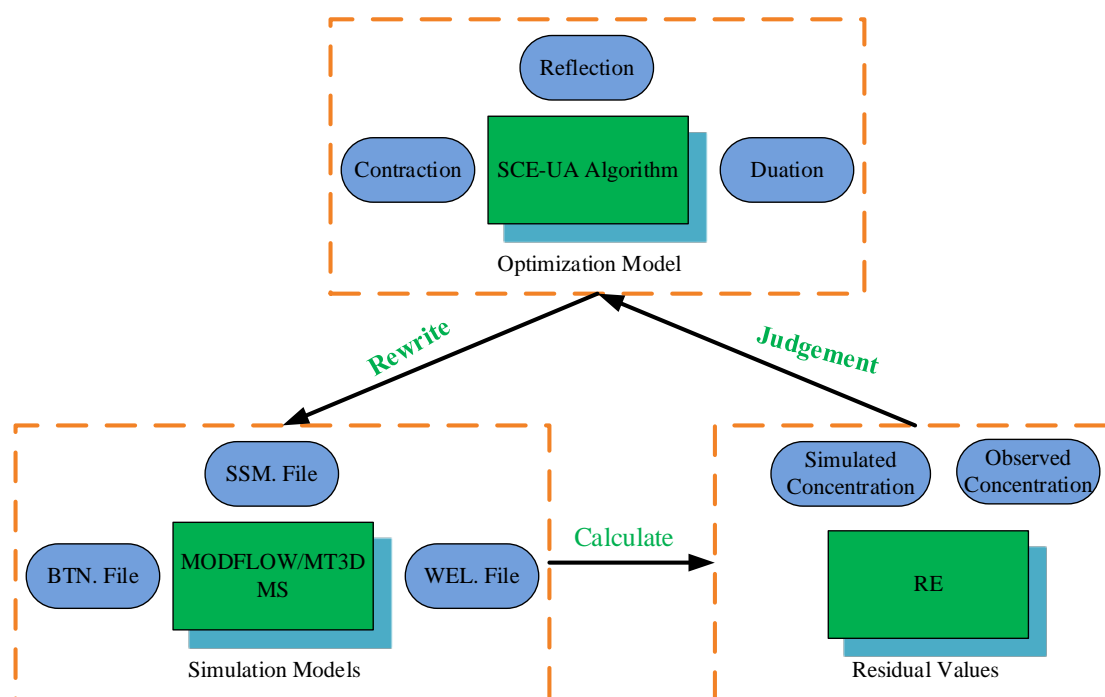 Reflection
Contraction
SCE-UA Algorithm
Duation
Optimization Model
Rewrite
Judgement
SSM. File
BTN. File
MODFLOW/MT3D
MS
WEL. File
Simulation Models
Calculate
Simulated
Concentration
Observed
Concentration
RE
Residual Values